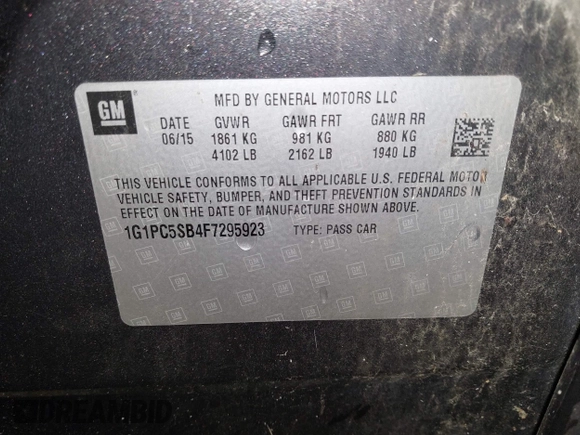 GM
MFD BY GENERAL MOTORS LLC
DATE GVWR GAWR FRT GAWR RR
06/15 1861 KG 981 KG 880 KG
4102 LB 2162 LB 1940 LB
THIS VEHICLE CONFORMS TO ALL APPLICABLE U.S. FEDERAL MOTOR
VEHICLE SAFETY, BUMPER, AND THEFT PREVENTION STANDARDS IN
EFFECT ON THE DATE OF MANUFACTURE SHOWN ABOVE.
1G1PC5SB4F7295923 TYPE: PASS CAR
DREAMBID